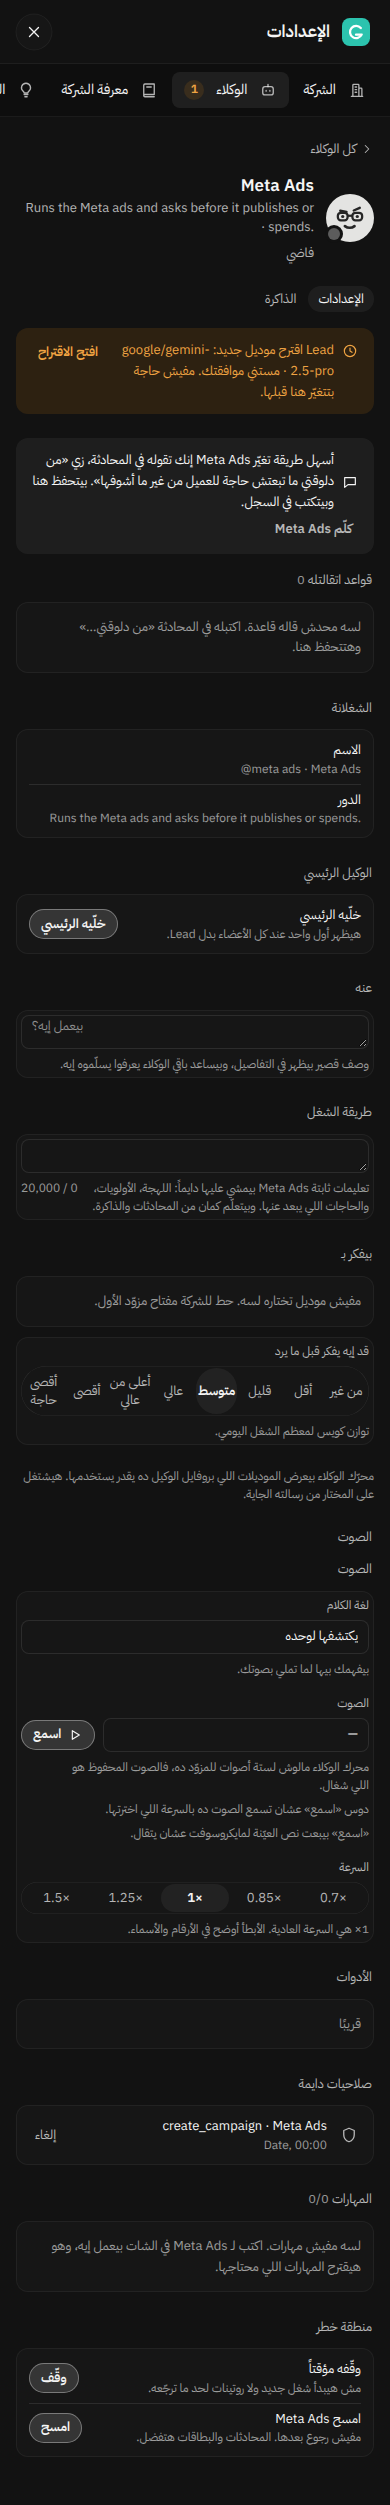 الإعدادات
الشركة
الوكلاء 1
معرفة الشركة
كل الوكلاء
Meta Ads
Runs the Meta ads and asks before it publishes or
spends. ·
فاضي
الإعدادات
الذاكرة
Lead اقترح موديل جديد: google/gemini-
2.5-pro · مستني موافقتك. مفيش حاجة
بتتغيّر هنا قبلها.
افتح الاقتراح
أسهل طريقة تغيّر Meta Ads إنك تقوله في المحادثة، زي «من
دلوقتي ما تبعتش حاجة للعميل من غير ما أشوفها». بيتحفظ هنا
وبيتكتب في السجل.
كلّم Meta Ads
قواعد اتقالتله 0
لسه محدش قاله قاعدة. اكتبله في المحادثة «من دلوقتي...»
وهتتحفظ هنا.
الشغلانة
الاسم
@meta ads · Meta Ads
الدور
Runs the Meta ads and asks before it publishes or spends.
الوكيل الرئيسي
خلّيه الرئيسي
هيظهر أول واحد عند كل الأعضاء بدل Lead.
خلّيه الرئيسي
عنه
بيعمل إيه؟
وصف قصير بيظهر في التفاصيل، وبيساعد باقي الوكلاء يعرفوا يسلّموه إيه.
طريقة الشغل
تعليمات ثابتة Meta Ads بيمشي عليها دايماً: اللهجة، الأولويات،
والحاجات اللي يبعد عنها. وبيتعلّم كمان من المحادثات والذاكرة.
0 / 20,000
بيفكر بـ
مفيش موديل تختاره لسه. حط للشركة مفتاح مزوّد الأول.
قد إيه يفكر قبل ما يرد
من غير
أقل
قليل
متوسط
عالي
أعلى من
عالي
أقصى
أقصى
حاجة
توازن كويس لمعظم الشغل اليومي.
محرّك الوكلاء بيعرض الموديلات اللي بروفايل الوكيل ده يقدر يستخدمها. هيشتغل
على المختار من رسالته الجاية.
الصوت
الصوت
لغة الكلام
يكتشفها لوحده
بيفهمك بيها لما تملي بصوتك.
الصوت
—
اسمع
محرك الوكلاء مالوش لستة أصوات للمزوّد ده، فالصوت المحفوظ هو
اللي شغال.
دوس «اسمع» عشان تسمع الصوت ده بالسرعة اللي اخترتها.
«اسمع» بيبعت نص العيّنة لمايكروسوفت عشان يتقال.
السرعة
0.7×
0.85×
1×
1.25×
1.5×
1× هي السرعة العادية. الأبطأ أوضح في الأرقام والأسماء.
الأدوات
قريبًا
صلاحيات دايمة
create_campaign · Meta Ads
Date, 00:00
إلغاء
المهارات 0/0
لسه مفيش مهارات. اكتب لـ Meta Ads في الشات بيعمل إيه، وهو
هيقترح المهارات اللي محتاجها.
منطقة خطر
وقّفه مؤقتاً
مش هيبدأ شغل جديد ولا روتينات لحد ما ترجّعه.
وقّف
امسح Meta Ads
مفيش رجوع بعدها. المحادثات والبطاقات هتفضل.
امسح